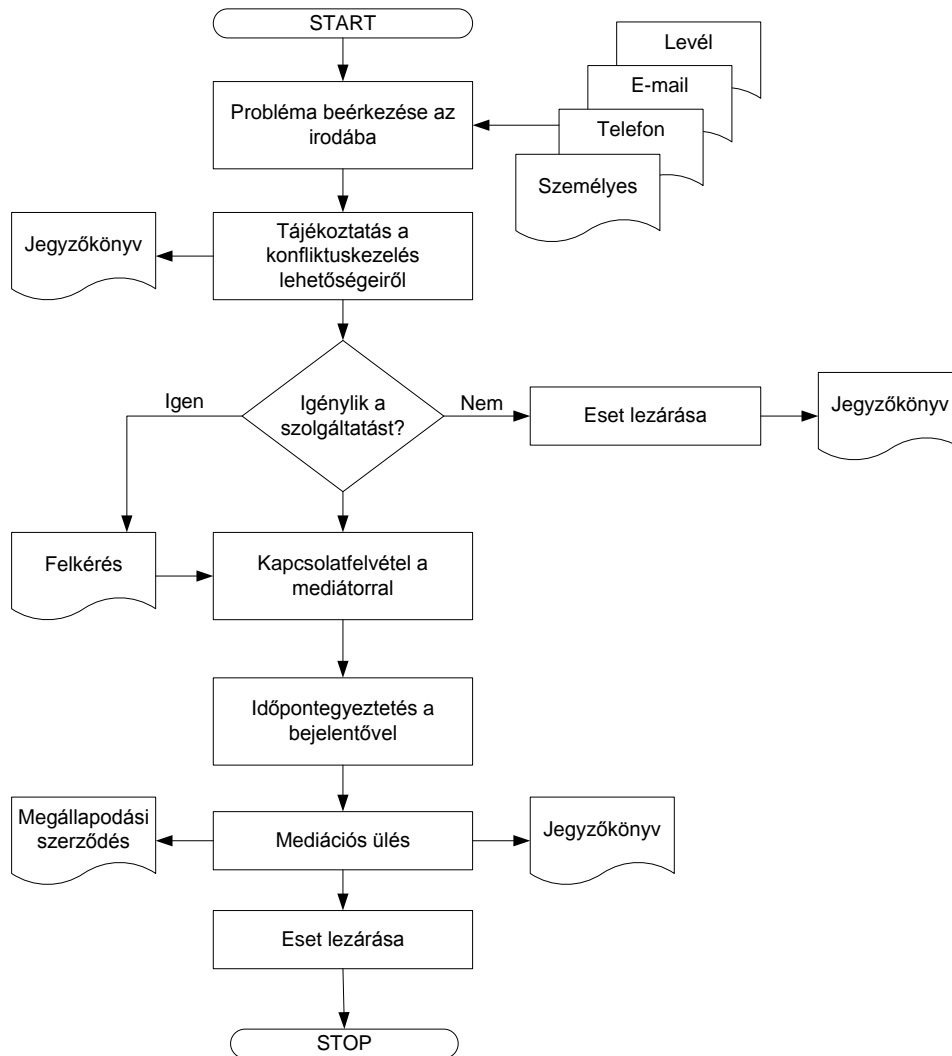 START
Levél
E-mail
Telefon
Személyes
Probléma beérkezése az
irodába
Jegyzőkönyv
Tájékoztatás a
konfliktuskezelés
lehetőségeiről
Igen
Igénylik a
szolgáltatást?
Nem
Eset lezárása
Jegyzőkönyv
Felkérés
Kapcsolatfelvétel a
mediátorral
Időpontegyeztetés a
bejelentővel
Megállapodási
szerződés
Mediációs ülés
Jegyzőkönyv
Eset lezárása
STOP